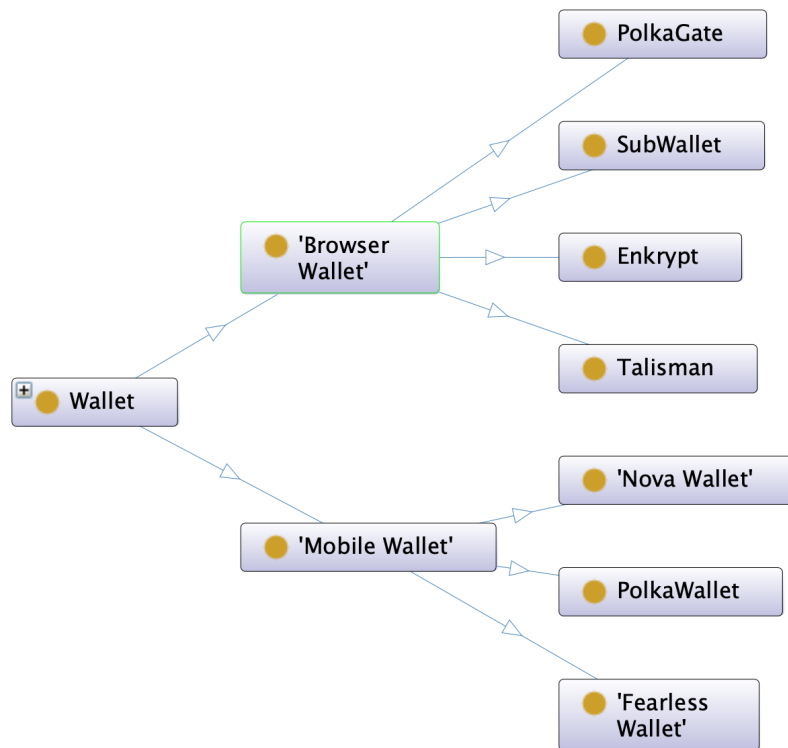 PolkaGate
SubWallet
'Browser
Wallet'
Enkrypt
Talisman
Wallet
'Nova Wallet'
'Mobile Wallet'
PolkaWallet
'Fearless
Wallet'